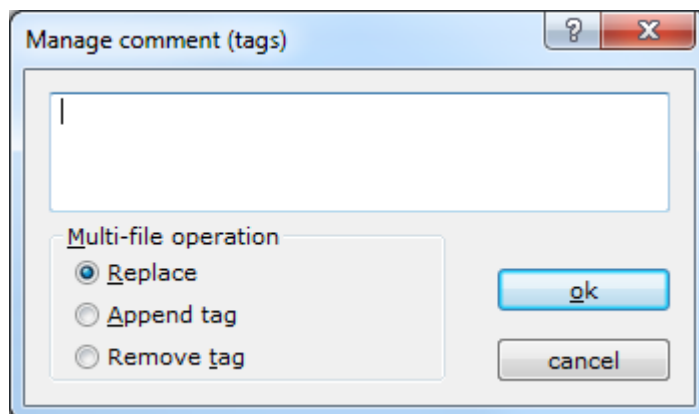 Manage comment (tags)
?
Multi-file operation
Replace
Append tag
ok
Remove tag
cancel